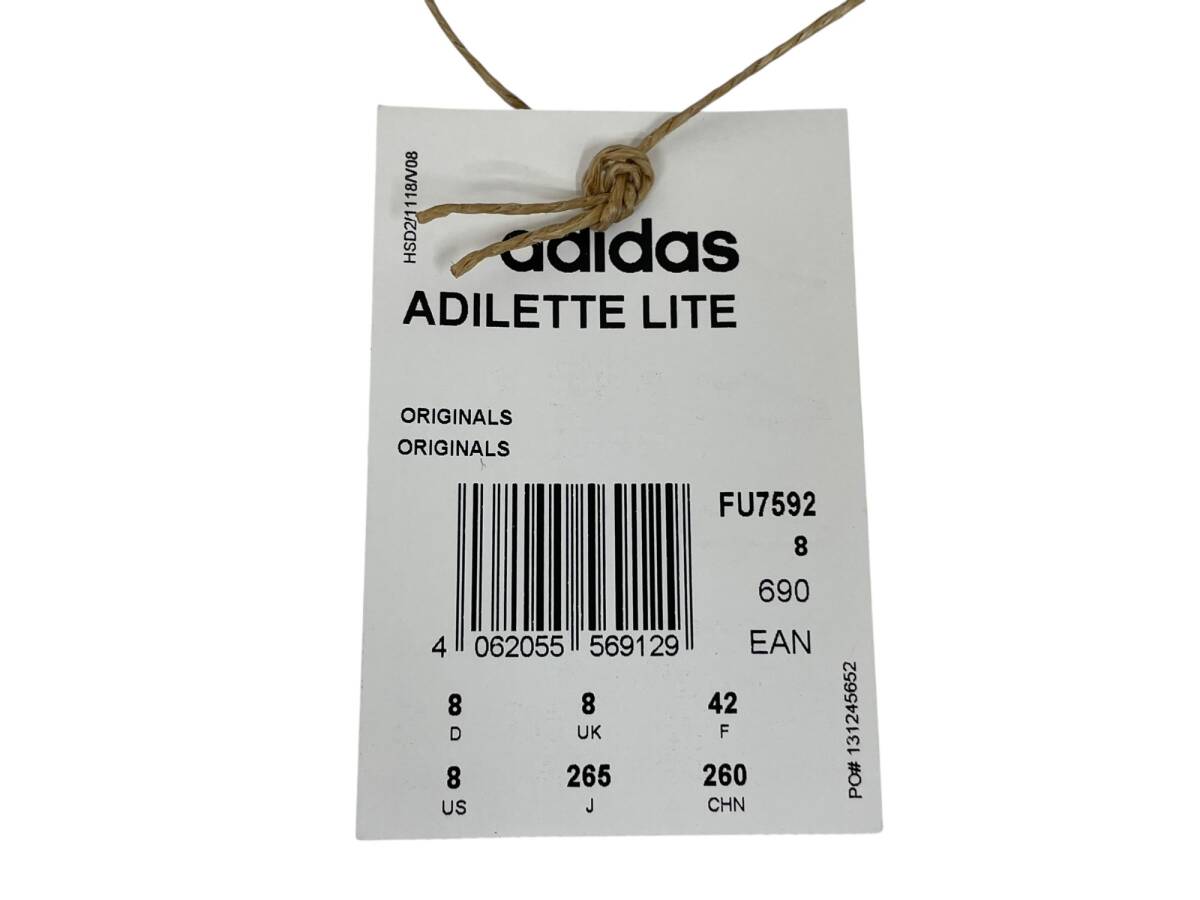 HSD2/1118/V08
adidas
ADILETTE LITE
ORIGINALS
ORIGINALS
FU7592
8
690
EAN
4 062055 569129
8 8 42
D UK F
8 265 260
US J CHN
PO# 131245652